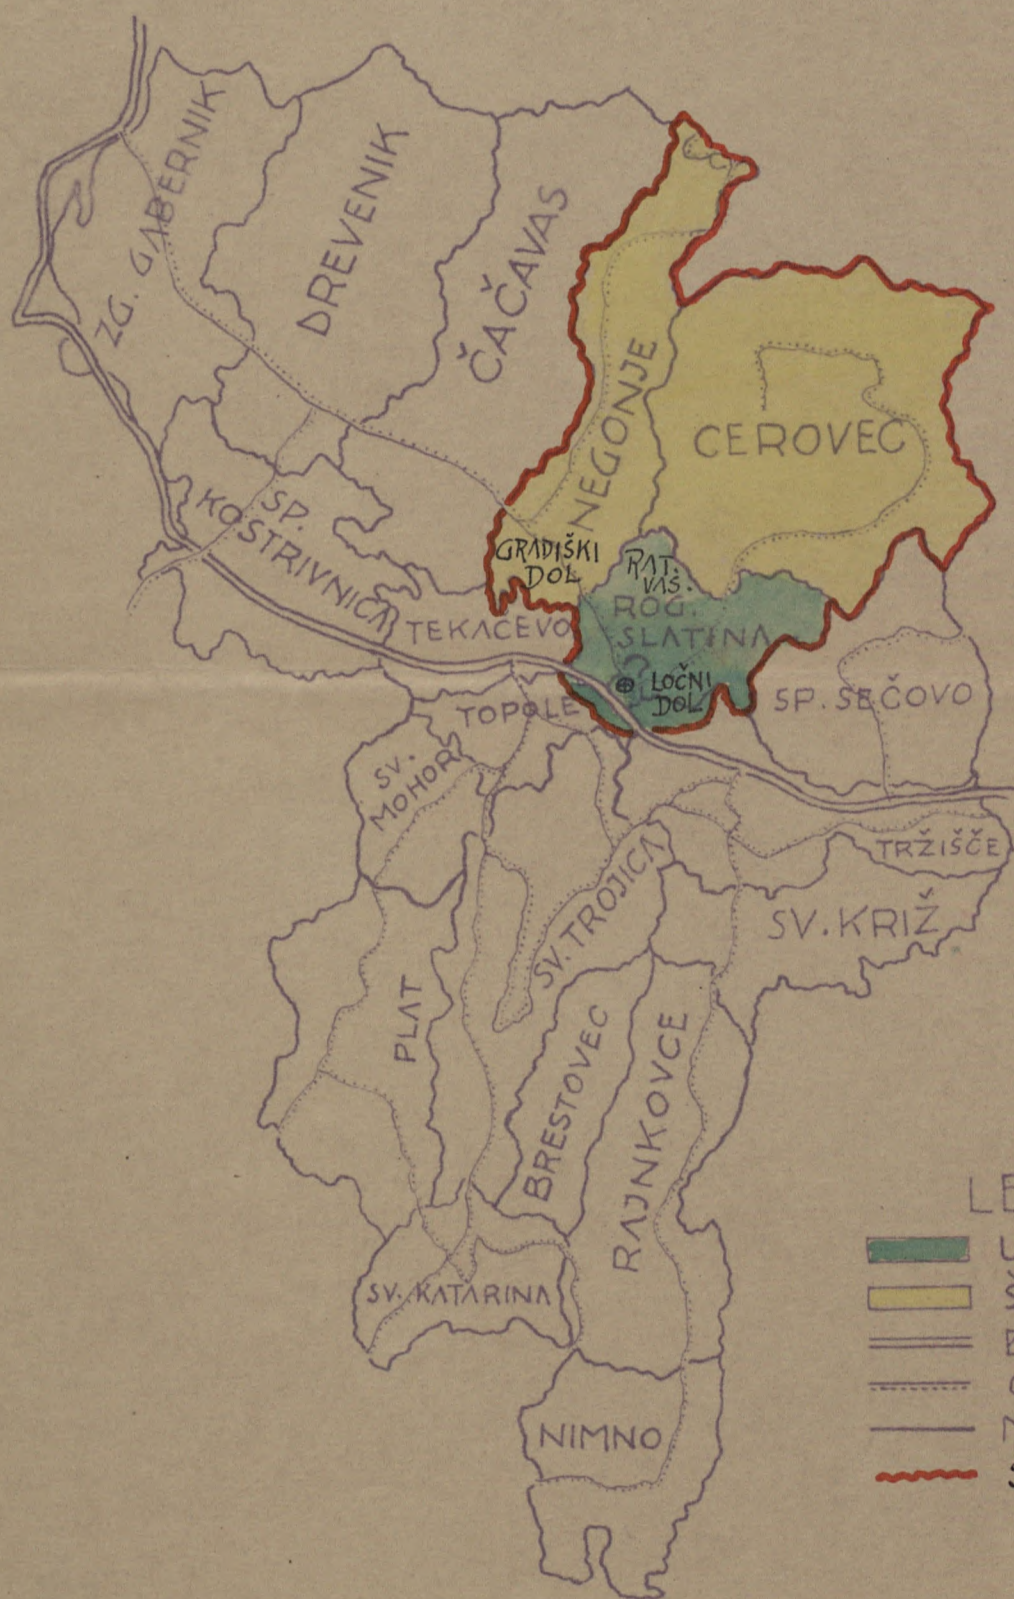 ZG. GABERNIK
DREVENIK
ČAČAVAS
NEGONJE
CEROVEC
SP.
KOSTRIVNICA
GRADIŠKI
DOL
RAT.
VAS.
ROG.
SLATINA
TEKAČEVO
LOČNI
DOL
TOPOLE
SP. SEČOVO
SV.
MOHOR
TRŽIŠČE
SV. TROJICA
SV. KRIŽ
PLAT
BRESTOVEC
RAJNKOVCE
SV. KATARINA
NIMNO
LE
U
Š